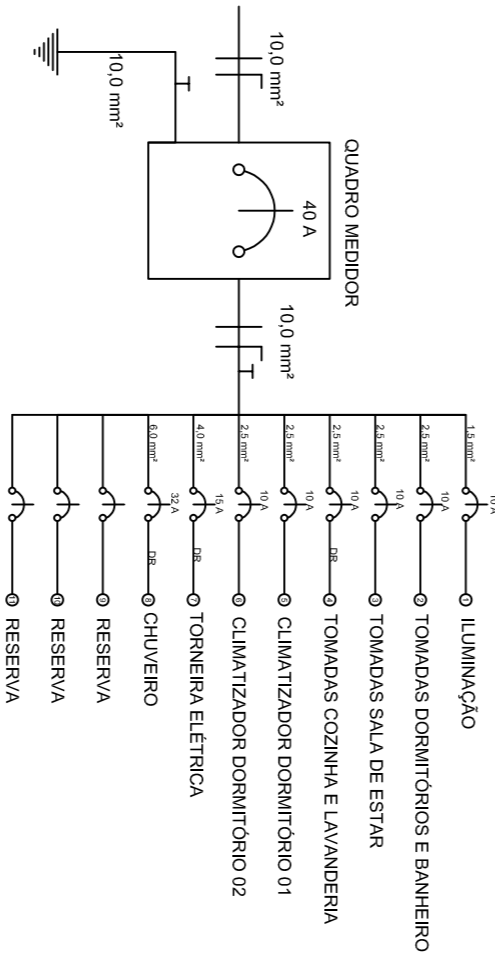 QUADRO MEDIDOR
10,0 mm²
10,0 mm²
40 A
10,0 mm²
1,5 mm²
10 A
1 ILUMINAÇÃO
2,5 mm²
10 A
2 TOMADAS DORMITÓRIOS E BANHEIRO
2,5 mm²
10 A
3 TOMADAS SALA DE ESTAR
2,5 mm²
10 A
DR
4 TOMADAS COZINHA E LAVANDERIA
2,5 mm²
10 A
5 CLIMATIZADOR DORMITÓRIO 01
2,5 mm²
10 A
6 CLIMATIZADOR DORMITÓRIO 02
4,0 mm²
15 A
DR
7 TORNEIRA ELÉTRICA
6,0 mm²
32 A
DR
8 CHUVEIRO
9 RESERVA
10 RESERVA
11 RESERVA